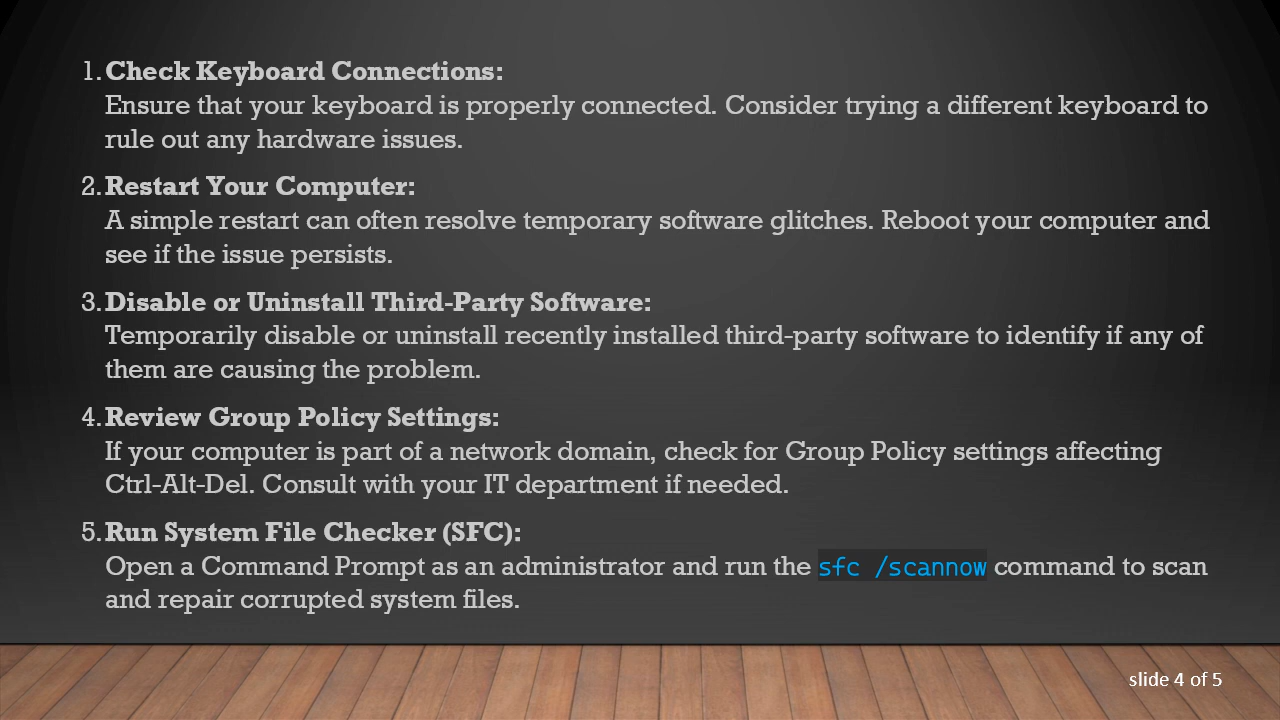 1. Check Keyboard Connections:
Ensure that your keyboard is properly connected. Consider trying a different keyboard to
rule out any hardware issues.
2. Restart Your Computer:
A simple restart can often resolve temporary software glitches. Reboot your computer and
see if the issue persists.
3. Disable or Uninstall Third-Party Software:
Temporarily disable or uninstall recently installed third-party software to identify if any of
them are causing the problem.
4. Review Group Policy Settings:
If your computer is part of a network domain, check for Group Policy settings affecting
Ctrl-Alt-Del. Consult with your IT department if needed.
5. Run System File Checker (SFC):
Open a Command Prompt as an administrator and run the sfc /scannow command to scan
and repair corrupted system files.
slide 4 of 5